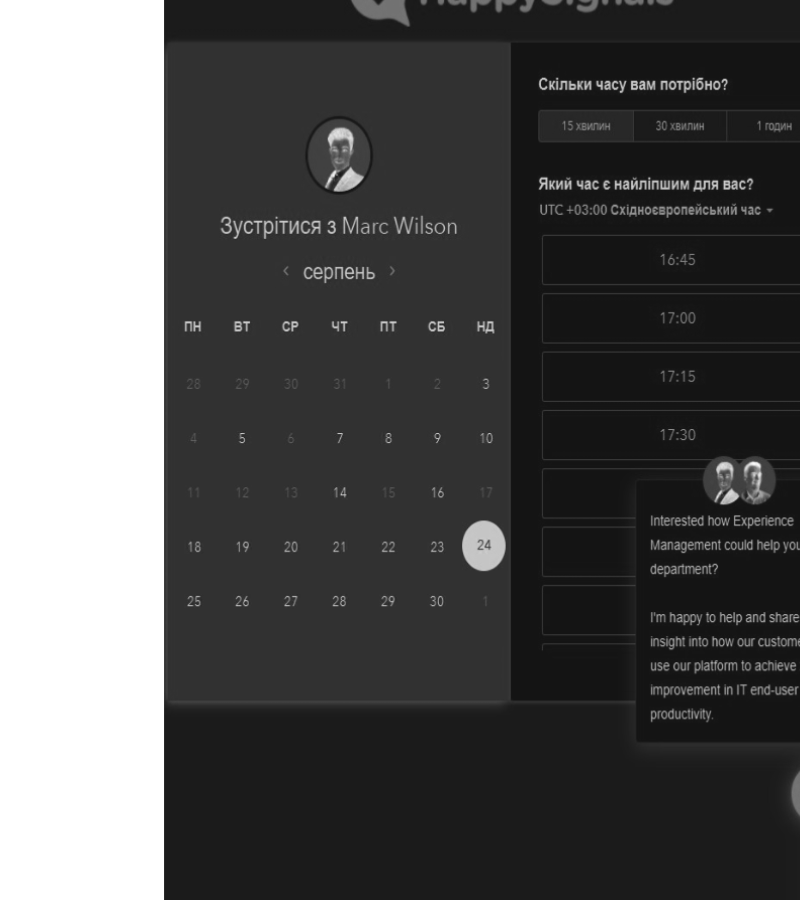 HappySignals
Зустрітися з Marc Wilson
серпень
ПН ВТ СР ЧТ ПТ СБ НД
28 29 30 31 1 2 3
4 5 6 7 8 9 10
11 12 13 14 15 16 17
18 19 20 21 22 23 24
25 26 27 28 29 30 1
Скільки часу вам потрібно?
15 хвилин 30 хвилин 1 годин
Який час є найліпшим для вас?
UTC +03:00 Східноєвропейський час
16:45
17:00
17:15
17:30
Interested how Experience
Management could help you
department?
I'm happy to help and share
insight into how our custome
use our platform to achieve
improvement in IT end-user
productivity.